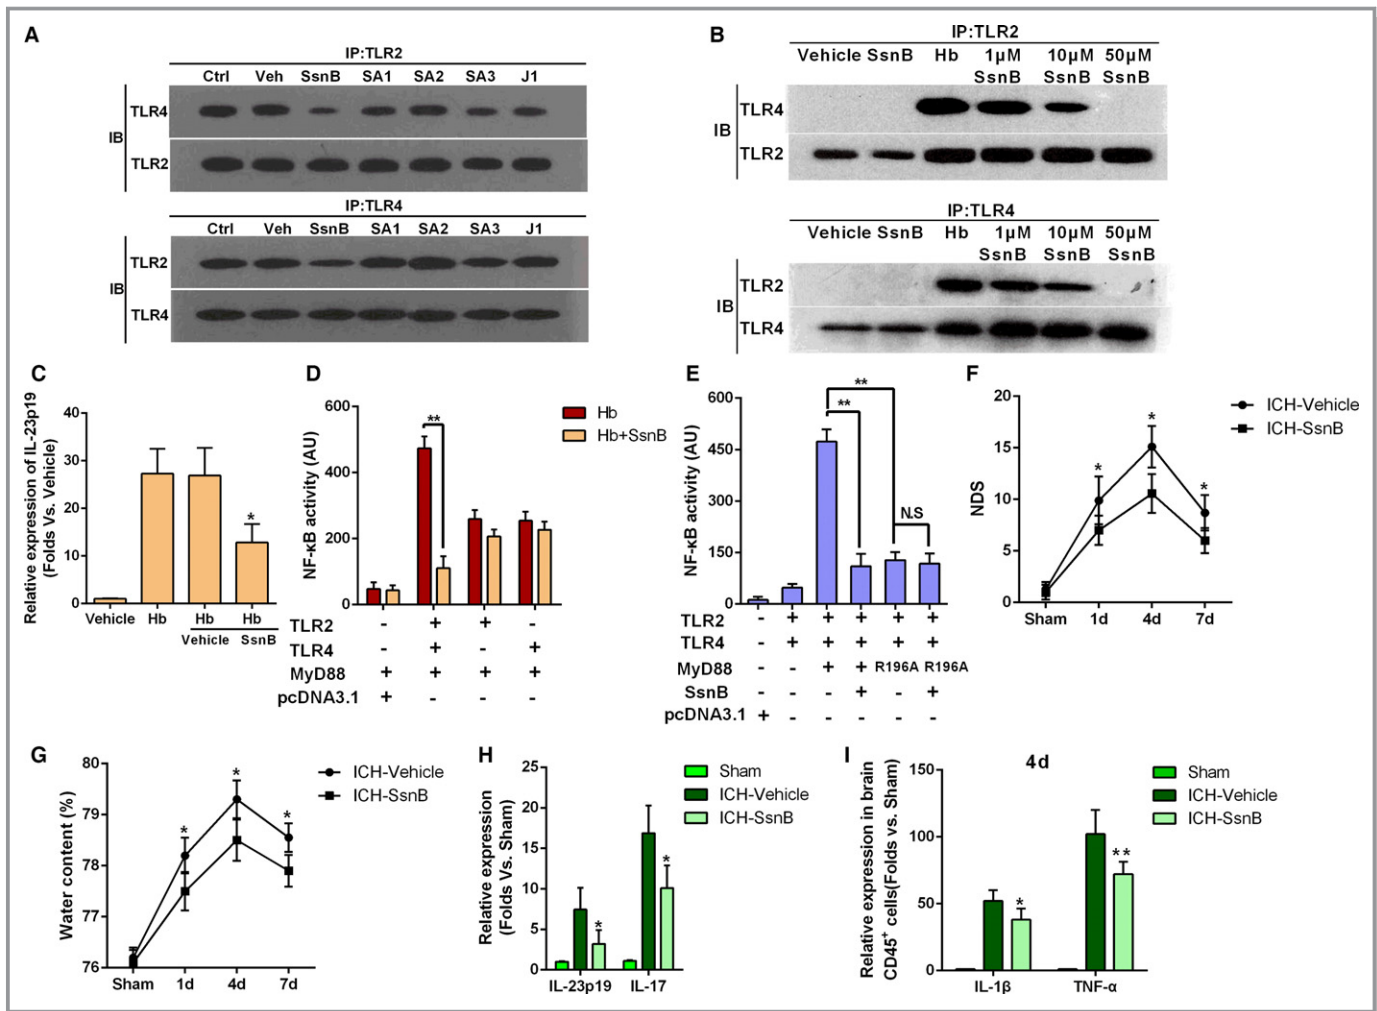 A
IP:TLR2
Ctrl Veh SsnB SA1 SA2 SA3 J1
IB
TLR4
TLR2
IP:TLR4
Ctrl Veh SsnB SA1 SA2 SA3 J1
IB
TLR2
TLR4
B
IP:TLR2
Vehicle SsnB Hb 1μM 10μM 50μM
SsnB SsnB SsnB
IB
TLR4
TLR2
IP:TLR4
Vehicle SsnB Hb 1μM 10μM 50μM
SsnB SsnB SsnB
IB
TLR2
TLR4
C
Relative expression of IL-23p19
(Folds Vs. Vehicle)
40
30
20
10
0
*
Vehicle Hb Hb Hb
Vehicle SsnB
D
NF-κB activity (AU)
600
400
200
0
**
Hb
Hb+SsnB
TLR2 - + + -
TLR4 - + - +
MyD88 + + + +
pcDNA3.1 + - - -
E
NF-κB activity (AU)
600
450
300
150
0
**
**
N.S
TLR2 - + + + + +
TLR4 - + + + + +
MyD88 - - + + R196A R196A
SsnB - - - + - +
pcDNA3.1 + - - - - -
F
NDS
20
15
10
5
0
* * *
Sham 1d 4d 7d
ICH-Vehicle
ICH-SsnB
G
Water content (%)
80
79
78
77
76
* * *
Sham 1d 4d 7d
ICH-Vehicle
ICH-SsnB
H
Relative expression
(Folds Vs. Sham)
25
20
15
10
5
0
* *
IL-23p19 IL-17
Sham
ICH-Vehicle
ICH-SsnB
I
4d
Relative expression in brain
CD45+ cells(Folds vs. Sham)
150
100
50
0
* **
IL-1β TNF-α
Sham
ICH-Vehicle
ICH-SsnB